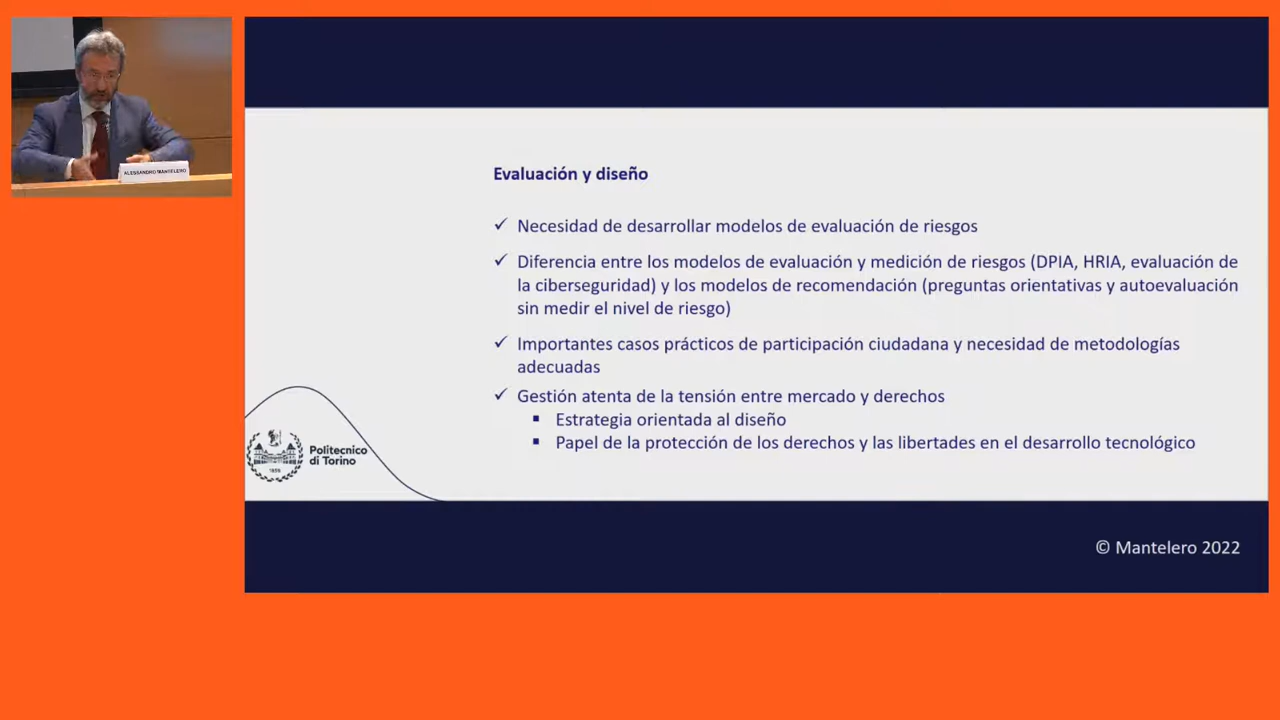 ALESSANDRO MANTELERO
Evaluación y diseño
✓ Necesidad de desarrollar modelos de evaluación de riesgos
✓ Diferencia entre los modelos de evaluación y medición de riesgos (DPIA, HRIA, evaluación de
la ciberseguridad) y los modelos de recomendación (preguntas orientativas y autoevaluación
sin medir el nivel de riesgo)
✓ Importantes casos prácticos de participación ciudadana y necesidad de metodologías
adecuadas
✓ Gestión atenta de la tensión entre mercado y derechos
▪ Estrategia orientada al diseño
▪ Papel de la protección de los derechos y las libertades en el desarrollo tecnológico
Politecnico
di Torino
1859
© Mantelero 2022